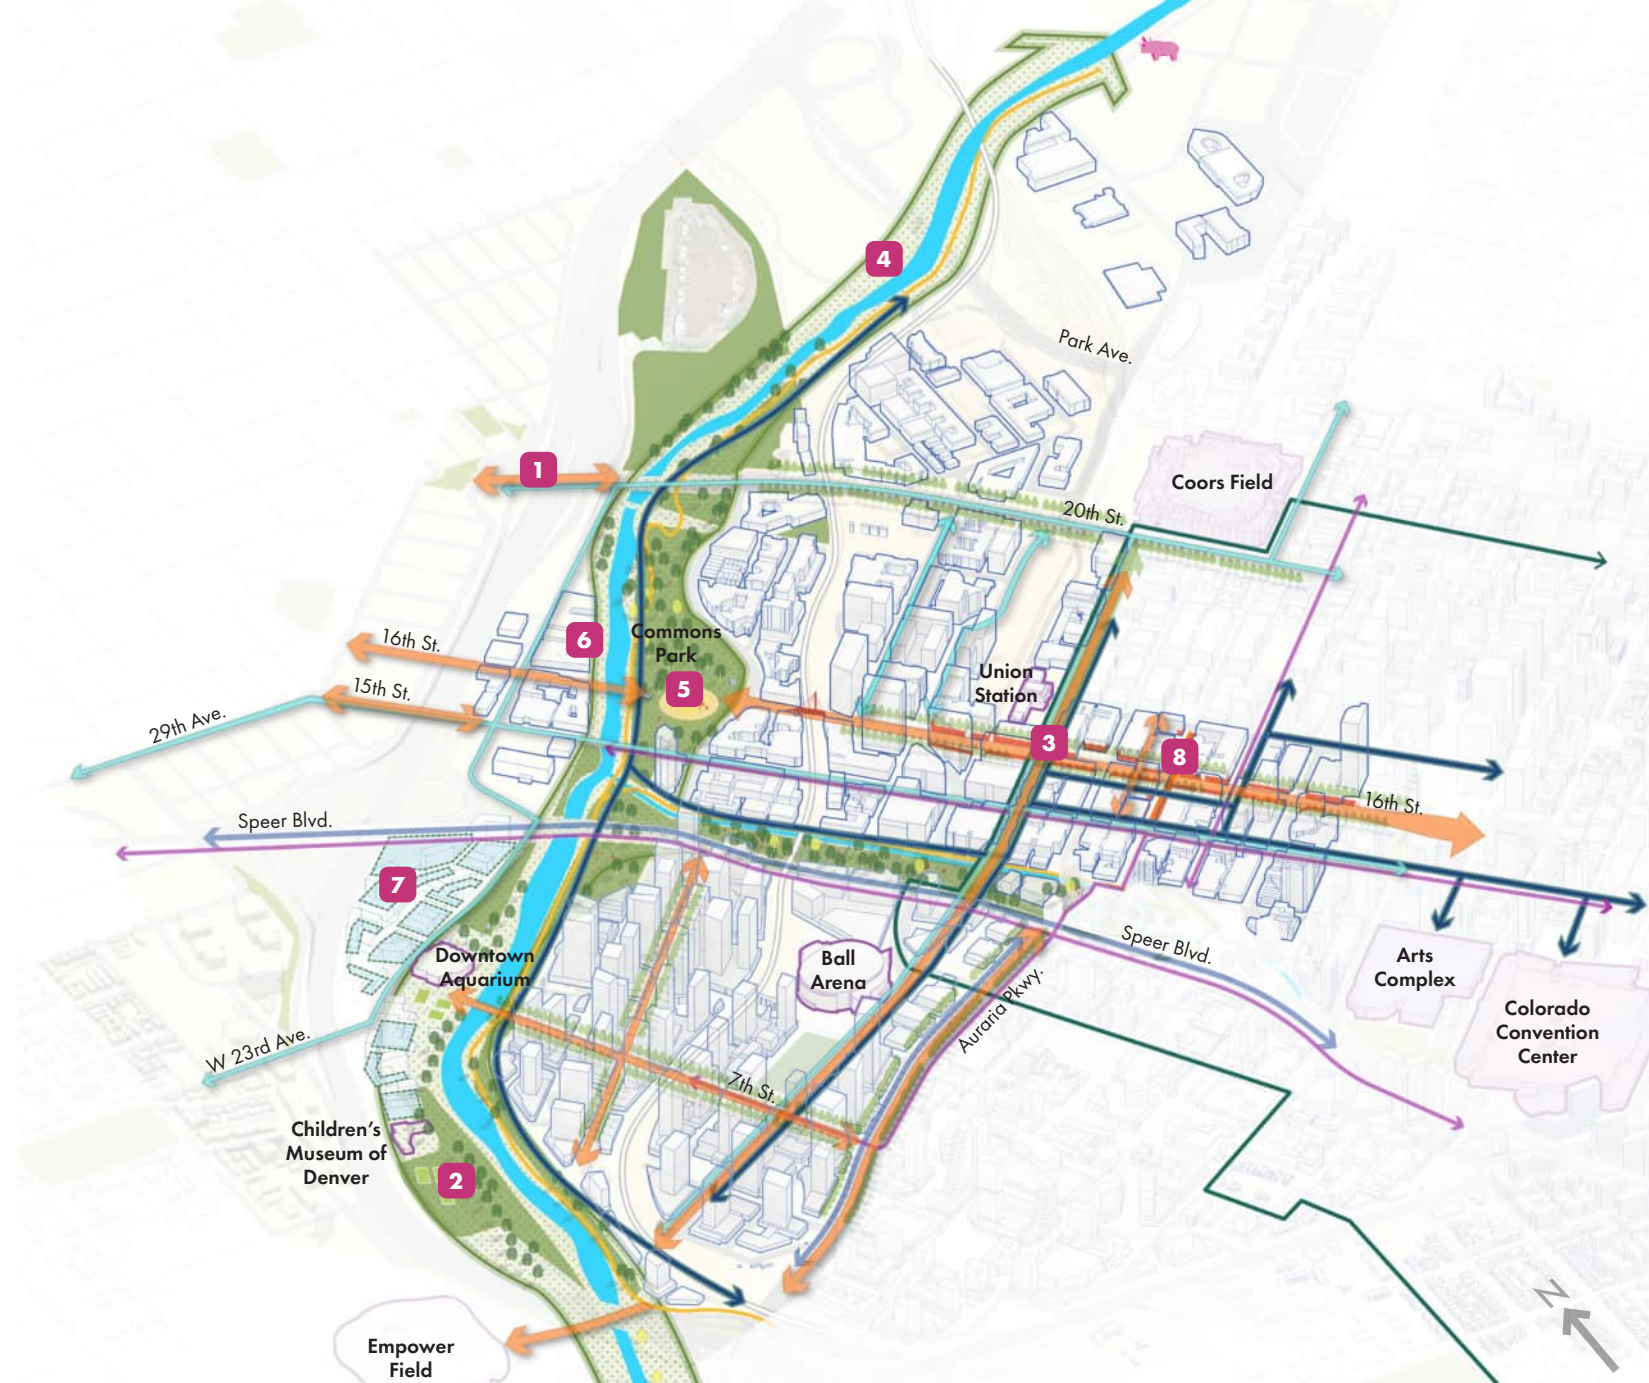 4
Park Ave.
1
Coors Field
20th St.
16th St.
6
Commons
Park
15th St.
5
Union
Station
29th Ave.
3
8
16th St.
Speer Blvd.
7
Downtown
Aquarium
Ball
Arena
Speer Blvd.
Arts
Complex
Auraria Pkwy.
Colorado
Convention
Center
W 23rd Ave.
7th St.
Children's
Museum of
Denver
2
Empower
Field
N